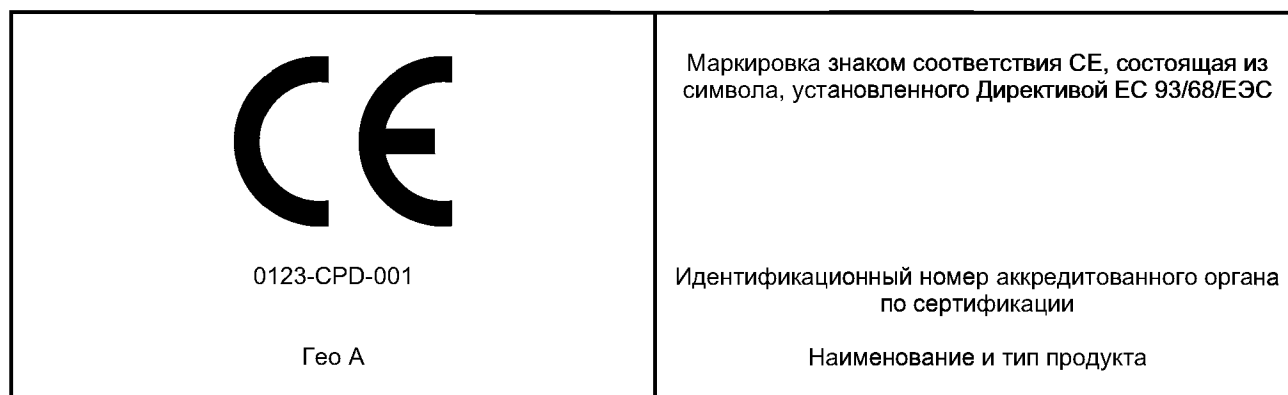 CE
Маркировка знаком соответствия СЕ, состоящая из
символа, установленного Директивой ЕС 93/68/ЕЭС
0123-CPD-001
Идентификационный номер аккредитованного органа
по сертификации
Гео А
Наименование и тип продукта